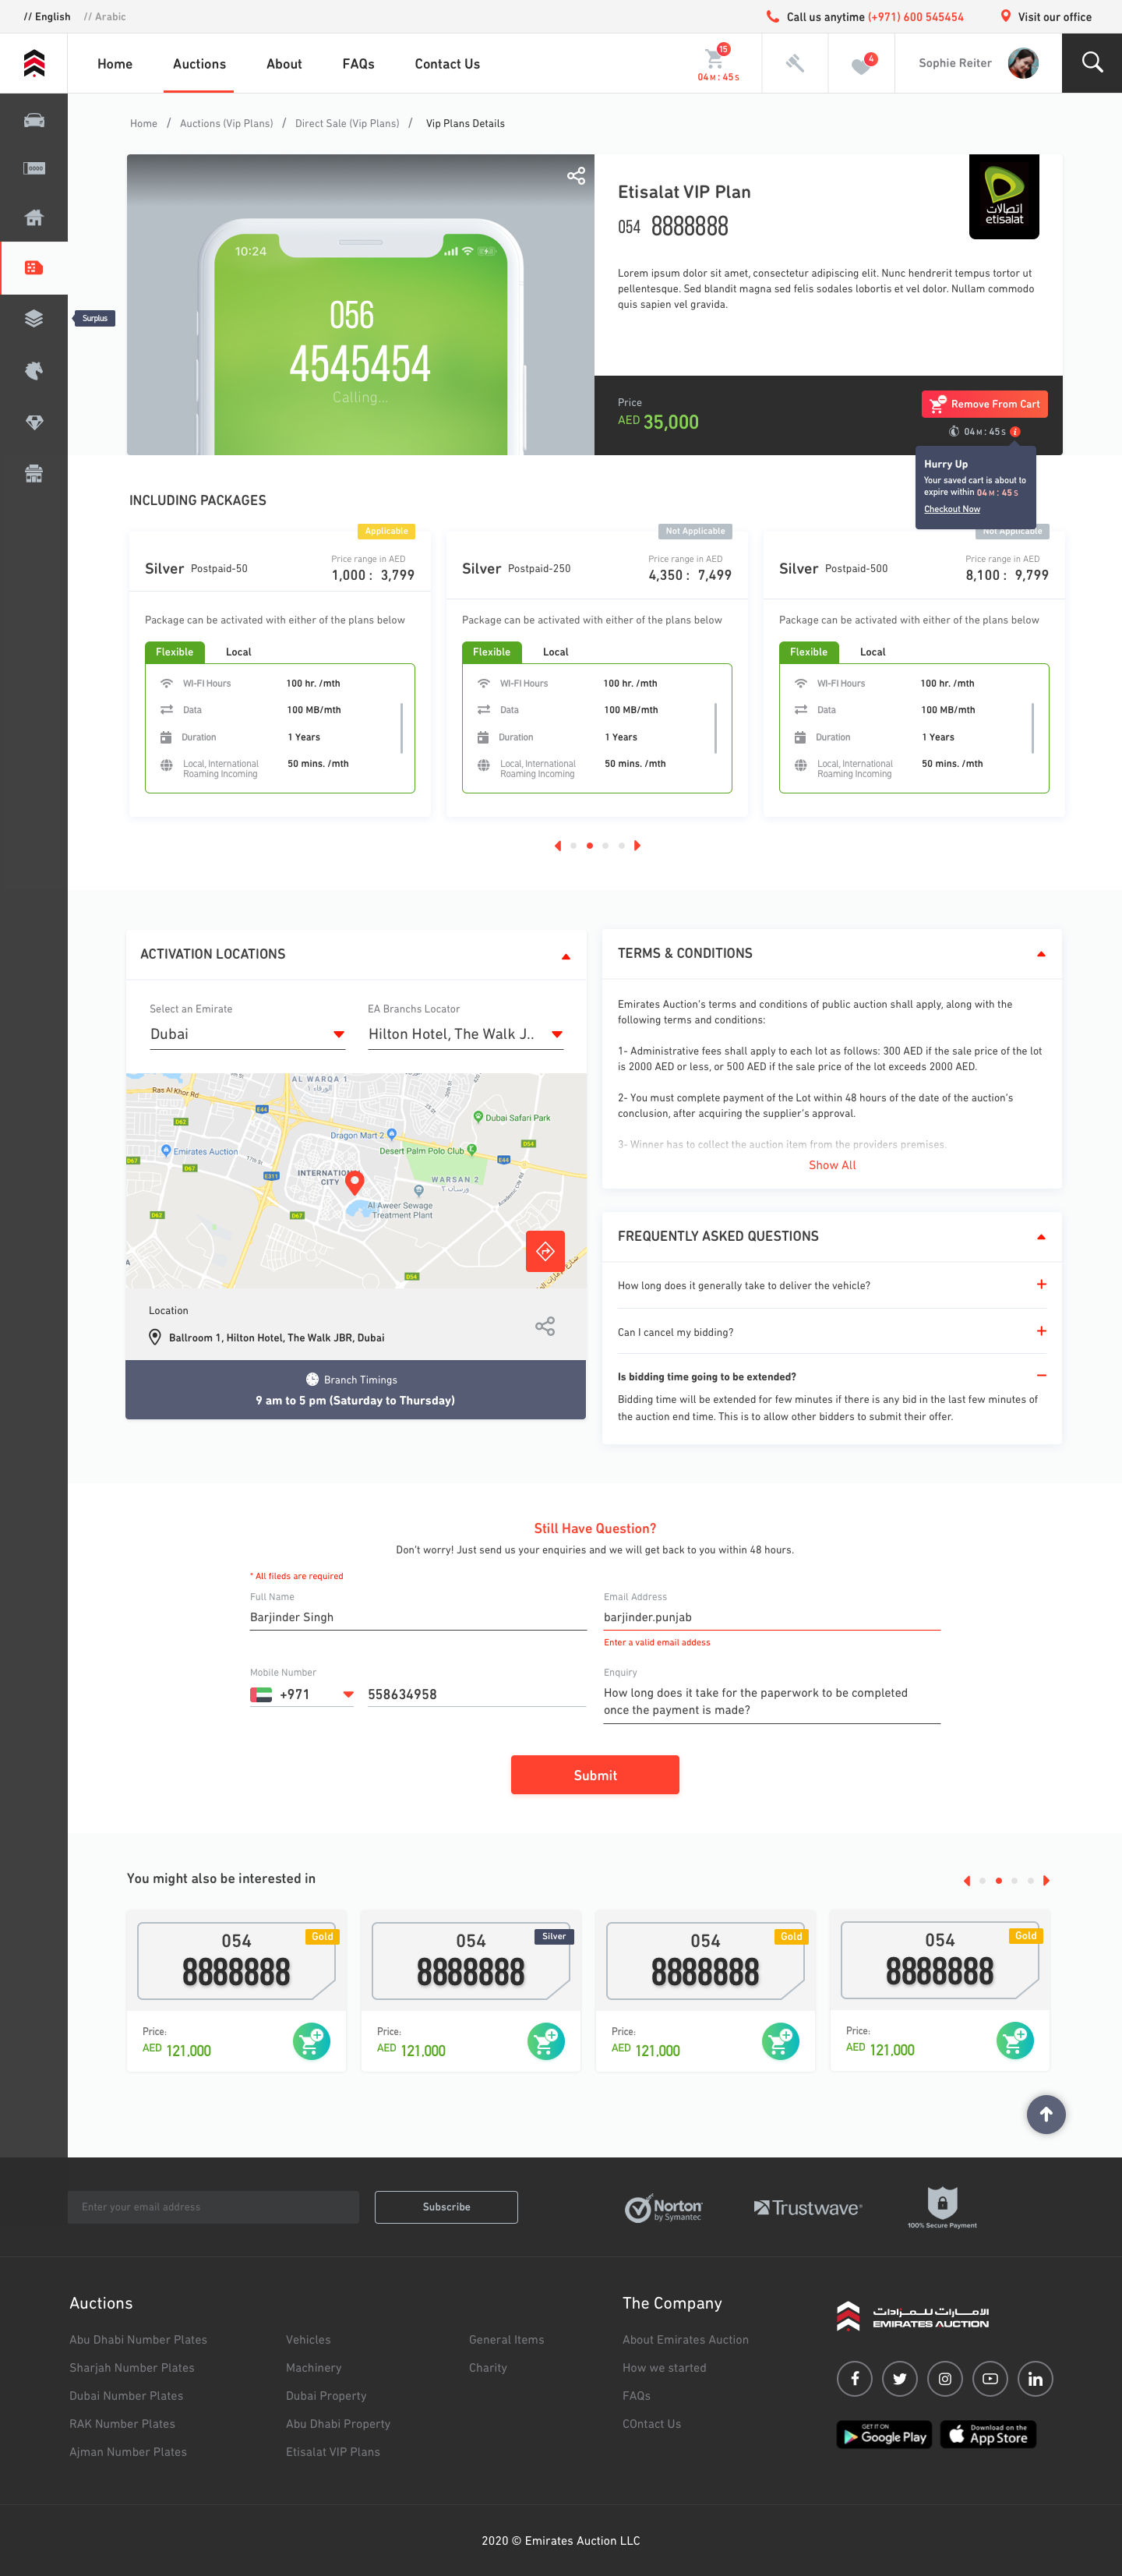 // English // Arabic
Call us anytime (+971) 600 545454
Visit our office
Home Auctions About FAQs Contact Us
15
04 M : 45 S
4
Sophie Reiter
Home / Auctions (Vip Plans) / Direct Sale (Vip Plans) / Vip Plans Details
0000
Surplus
10:24
056
4545454
Calling...
Etisalat VIP Plan
054 8888888
اتصالات
etisalat
Lorem ipsum dolor sit amet, consectetur adipiscing elit. Nunc hendrerit tempus tortor ut
pellentesque. Sed blandit magna sed felis sodales lobortis et vel dolor. Nullam commodo
quis sapien vel gravida.
Price
AED 35,000
Remove From Cart
04 M : 45 S
Hurry Up
Your saved cart is about to
expire within 04 M : 45 S
Checkout Now
INCLUDING PACKAGES
Applicable
Silver Postpaid-50
Price range in AED
1,000 : 3,799
Package can be activated with either of the plans below
Flexible Local
WI-FI Hours 100 hr. /mth
Data 100 MB/mth
Duration 1 Years
Local, International 50 mins. /mth
Roaming Incoming
Not Applicable
Silver Postpaid-250
Price range in AED
4,350 : 7,499
Package can be activated with either of the plans below
Flexible Local
WI-FI Hours 100 hr. /mth
Data 100 MB/mth
Duration 1 Years
Local, International 50 mins. /mth
Roaming Incoming
Not Applicable
Silver Postpaid-500
Price range in AED
8,100 : 9,799
Package can be activated with either of the plans below
Flexible Local
WI-FI Hours 100 hr. /mth
Data 100 MB/mth
Duration 1 Years
Local, International 50 mins. /mth
Roaming Incoming
ACTIVATION LOCATIONS
Select an Emirate
Dubai
EA Branchs Locator
Hilton Hotel, The Walk J..
AL WARQA 1
الورقاء ١
Ras Al Khor Rd
E44
D62
Dubai Safari Park
Dragon Mart 2
D54
Emirates Auction
Desert Palm Polo Club
D67
17th St
D67
E44
E311
INTERNATIONAL
CITY
WARSAN 2
ورسان ٢
Al Aweer Sewage
Treatment Plant
Academic City Rd
D62
D67
D54
شارع الإمارات
Location
Ballroom 1, Hilton Hotel, The Walk JBR, Dubai
Branch Timings
9 am to 5 pm (Saturday to Thursday)
TERMS & CONDITIONS
Emirates Auction's terms and conditions of public auction shall apply, along with the
following terms and conditions:
1- Administrative fees shall apply to each lot as follows: 300 AED if the sale price of the lot
is 2000 AED or less, or 500 AED if the sale price of the lot exceeds 2000 AED.
2- You must complete payment of the Lot within 48 hours of the date of the auction's
conclusion, after acquiring the supplier's approval.
3- Winner has to collect the auction item from the providers premises.
Show All
FREQUENTLY ASKED QUESTIONS
How long does it generally take to deliver the vehicle?
Can I cancel my bidding?
Is bidding time going to be extended?
Bidding time will be extended for few minutes if there is any bid in the last few minutes of
the auction end time. This is to allow other bidders to submit their offer.
Still Have Question?
Don't worry! Just send us your enquiries and we will get back to you within 48 hours.
* All fileds are required
Full Name
Barjinder Singh
Email Address
barjinder.punjab
Enter a valid email addess
Mobile Number
+971 558634958
Enquiry
How long does it take for the paperwork to be completed
once the payment is made?
Submit
You might also be interested in
054
Gold
8888888
Price:
AED 121,000
054
Silver
8888888
Price:
AED 121,000
054
Gold
8888888
Price:
AED 121,000
054
Gold
8888888
Price:
AED 121,000
Enter your email address
Subscribe
Norton
by Symantec
Trustwave
100% Secure Payment
Auctions
Abu Dhabi Number Plates
Sharjah Number Plates
Dubai Number Plates
RAK Number Plates
Ajman Number Plates
Vehicles
Machinery
Dubai Property
Abu Dhabi Property
Etisalat VIP Plans
General Items
Charity
The Company
About Emirates Auction
How we started
FAQs
COntact Us
الامارات للمزادات
EMIRATES AUCTION
GET IT ON
Google Play
Download on the
App Store
2020 © Emirates Auction LLC